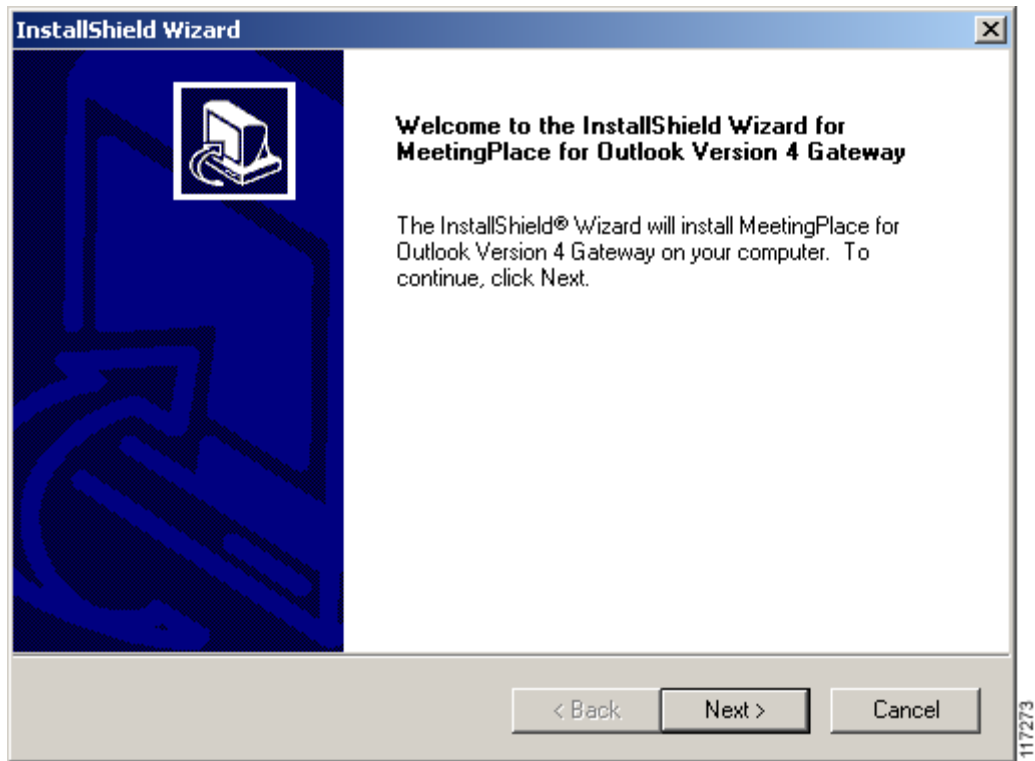 InstallShield Wizard
Welcome to the InstallShield Wizard for
MeetingPlace for Outlook Version 4 Gateway
The InstallShield® Wizard will install MeetingPlace for
Outlook Version 4 Gateway on your computer.  To
continue, click Next.
< Back
Next >
Cancel
117273